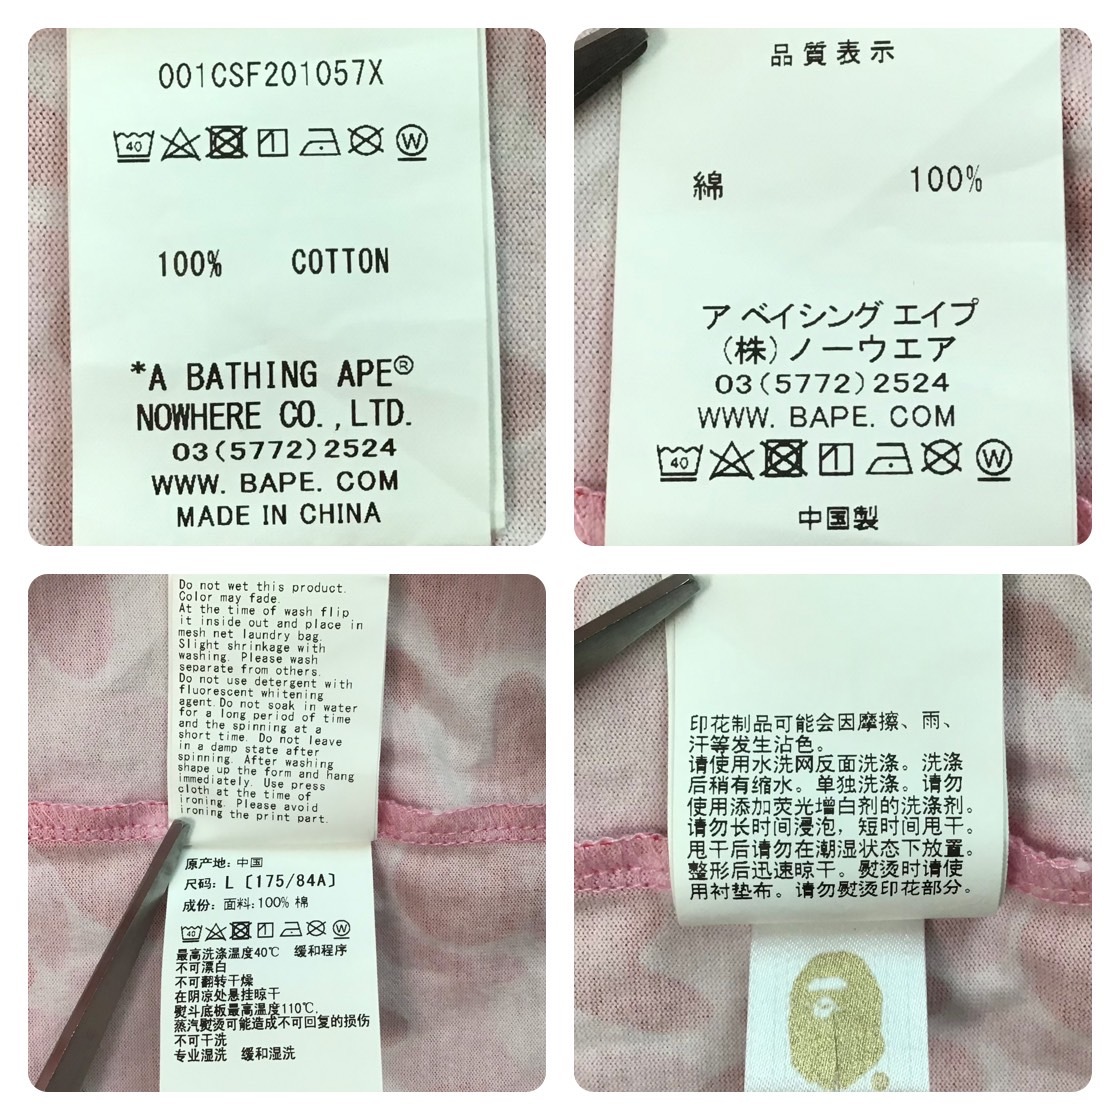 001CSF201057X
40 W
100% COTTON
*A BATHING APE®
NOWHERE CO.,LTD.
03(5772)2524
WWW. BAPE. COM
MADE IN CHINA
品質表示
綿 100%
ア ベイシング エイプ
(株)ノーウエア
03(5772)2524
WWW. BAPE. COM
40 W
中国製
Do not wet this product.
Color may fade.
At the time of wash flip
it inside out and place in
mesh net laundry bag.
Slight shrinkage with
washing. Please wash
separate from others.
Do not use detergent with
fluorescent whitening
agent.Do not soak in water
for a long period of time
and the spinning at a
short time. Do not leave
in a damp state after
spinning. After washing
shape up the form and hang
immediately. Use press
cloth at the time of
ironing. Please avoid
ironing the print part.
原产地: 中国
尺码: L [175/84A]
成份: 面料:100% 棉
40 W
最高洗涤温度40℃ 缓和程序
不可漂白
不可翻转干燥
在阴凉处悬挂晾干
熨斗底板最高温度110℃.
蒸汽熨烫可能造成不可回复的损伤
不可干洗
专业湿洗 缓和湿洗
印花制品可能会因摩擦、雨、
汗等发生沾色。
请使用水洗网反面洗涤。洗涤
后稍有缩水。单独洗涤。请勿
使用添加荧光增白剂的洗涤剂。
请勿长时间浸泡，短时间甩干。
甩干后请勿在潮湿状态下放置。
整形后迅速晾干。熨烫时请使
用衬垫布。请勿熨烫印花部分。